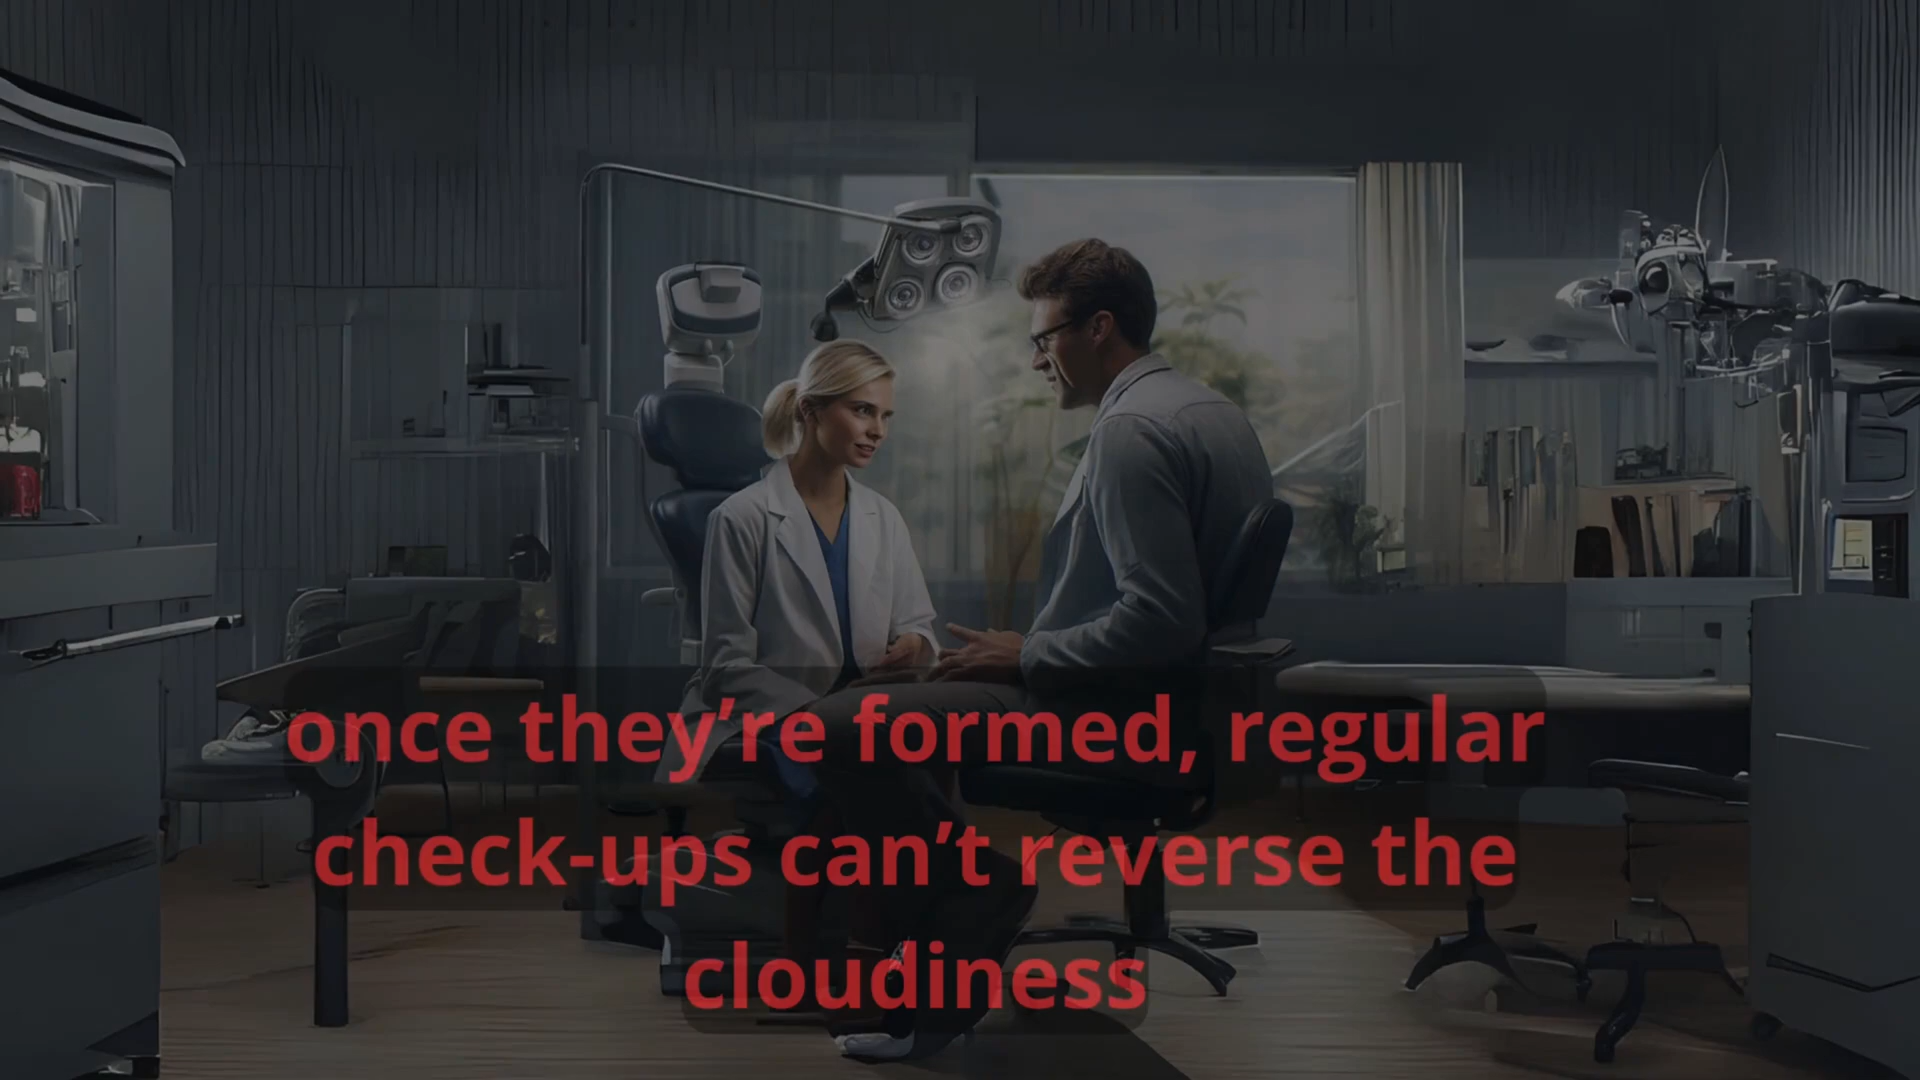 once they’re formed, regular
check-ups can’t reverse the
cloudiness